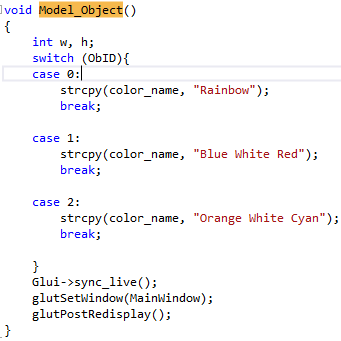 void Model_Object()
{
    int w, h;
    switch (ObID){
    case 0:
        strcpy(color_name, "Rainbow");
        break;

    case 1:
        strcpy(color_name, "Blue White Red");
        break;

    case 2:
        strcpy(color_name, "Orange White Cyan");
        break;

    }
    Glui->sync_live();
    glutSetWindow(MainWindow);
    glutPostRedisplay();
}